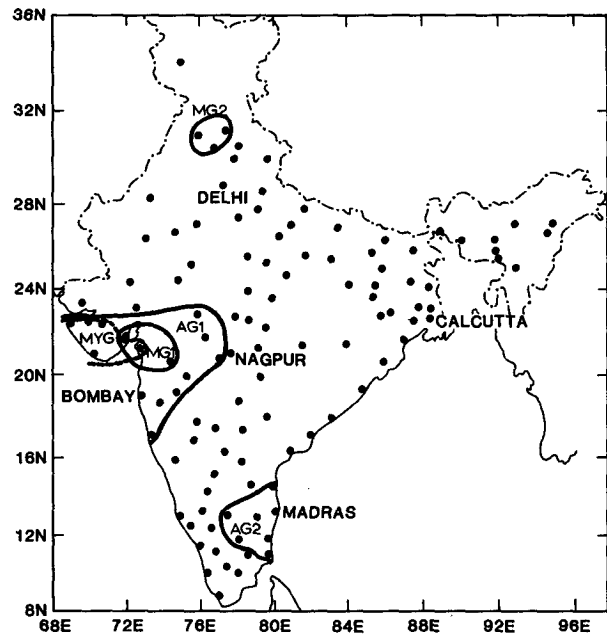 36N
32N
MG2
28N
DELHI
24N
CALCUTTA
AG1
MYG
MG1
NAGPUR
20N
BOMBAY
16N
MADRAS
AG2
12N
8N
68E 72E 76E 80E 84E 88E 92E 96E